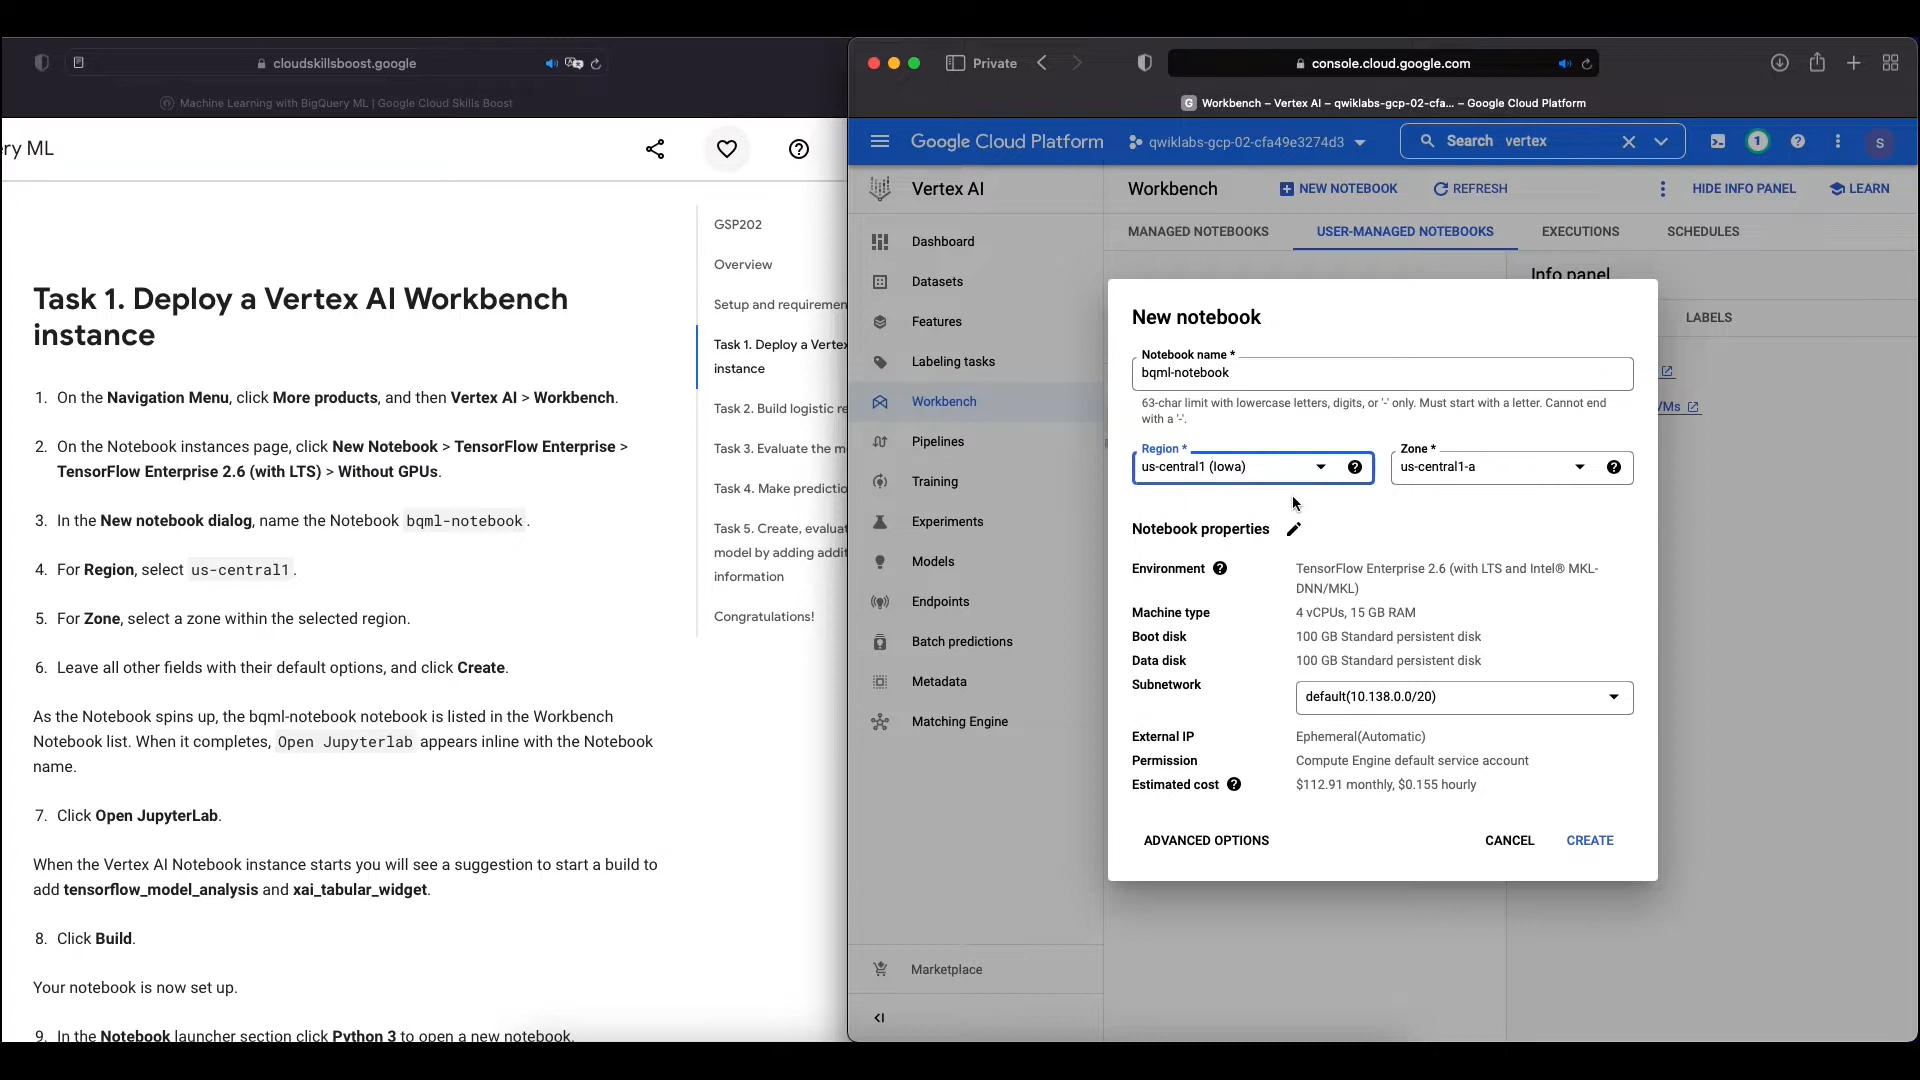 cloudskillsboost.google
Machine Learning with BigQuery ML | Google Cloud Skills Boost
ry ML
Task 1. Deploy a Vertex AI Workbench
instance
1. On the Navigation Menu, click More products, and then Vertex AI > Workbench.
2. On the Notebook instances page, click New Notebook > TensorFlow Enterprise >
TensorFlow Enterprise 2.6 (with LTS) > Without GPUs.
3. In the New notebook dialog, name the Notebook bqml-notebook.
4. For Region, select us-central1.
5. For Zone, select a zone within the selected region.
6. Leave all other fields with their default options, and click Create.
As the Notebook spins up, the bqml-notebook notebook is listed in the Workbench
Notebook list. When it completes, Open Jupyterlab appears inline with the Notebook
name.
7. Click Open JupyterLab.
When the Vertex AI Notebook instance starts you will see a suggestion to start a build to
add tensorflow_model_analysis and xai_tabular_widget.
8. Click Build.
Your notebook is now set up.
9. In the Notebook launcher section click Python 3 to open a new notebook.
GSP202
Overview
Setup and requiremen
Task 1. Deploy a Verte
instance
Task 2. Build logistic re
Task 3. Evaluate the m
Task 4. Make predictio
Task 5. Create, evalua
model by adding addit
information
Congratulations!
Private
console.cloud.google.com
G Workbench – Vertex AI – qwiklabs-gcp-02-cfa... – Google Cloud Platform
Google Cloud Platform
qwiklabs-gcp-02-cfa49e3274d3
Search vertex
1
S
Vertex AI
Workbench
NEW NOTEBOOK
REFRESH
HIDE INFO PANEL
LEARN
MANAGED NOTEBOOKS
USER-MANAGED NOTEBOOKS
EXECUTIONS
SCHEDULES
Dashboard
Datasets
Features
Labeling tasks
Workbench
Pipelines
Training
Experiments
Models
Endpoints
Batch predictions
Metadata
Matching Engine
Marketplace
Info panel
LABELS
VMs
New notebook
Notebook name *
bqml-notebook
63-char limit with lowercase letters, digits, or '-' only. Must start with a letter. Cannot end
with a '-'.
Region *
us-central1 (Iowa)
Zone *
us-central1-a
Notebook properties
Environment
TensorFlow Enterprise 2.6 (with LTS and Intel® MKL-
DNN/MKL)
Machine type 4 vCPUs, 15 GB RAM
Boot disk 100 GB Standard persistent disk
Data disk 100 GB Standard persistent disk
Subnetwork default(10.138.0.0/20)
External IP Ephemeral(Automatic)
Permission Compute Engine default service account
Estimated cost $112.91 monthly, $0.155 hourly
ADVANCED OPTIONS
CANCEL
CREATE